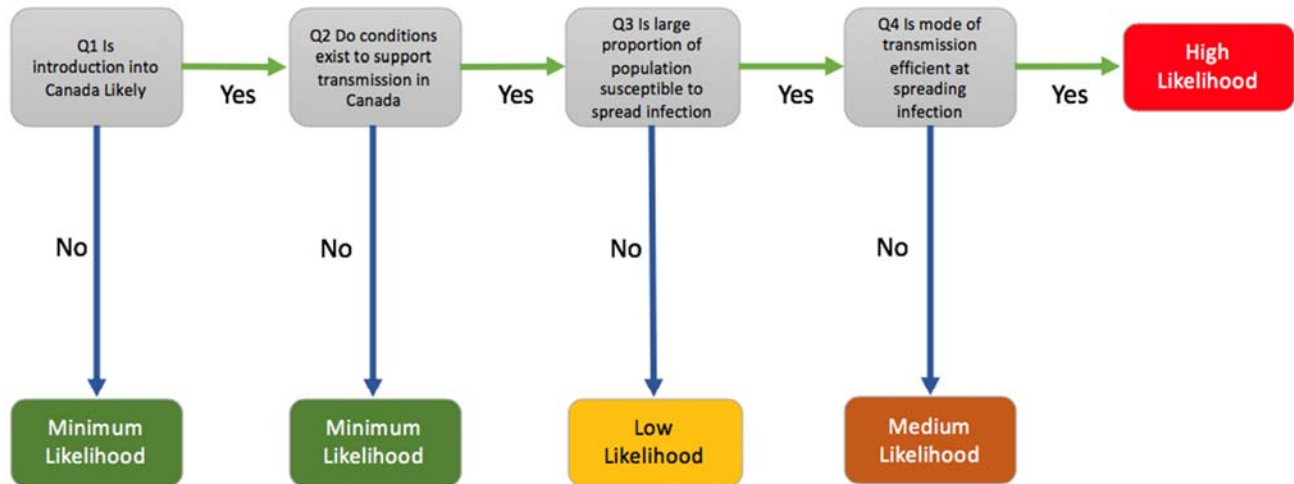 Q1 Is
introduction into
Canada Likely
Yes
Q2 Do conditions
exist to support
transmission in
Canada
Yes
Q3 Is large
proportion of
population
susceptible to
spread infection
Yes
Q4 Is mode of
transmission
efficient at
spreading
infection
Yes
High
Likelihood
No
No
No
No
Minimum
Likelihood
Minimum
Likelihood
Low
Likelihood
Medium
Likelihood